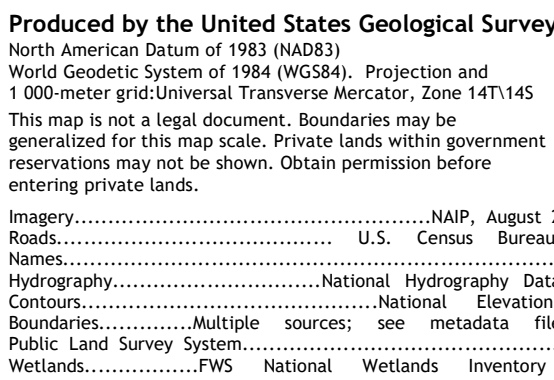 Produced by the United States Geological Survey
North American Datum of 1983 (NAD83)
World Geodetic System of 1984 (WGS84). Projection and
1 000-meter grid:Universal Transverse Mercator, Zone 14T\14S
This map is not a legal document. Boundaries may be
generalized for this map scale. Private lands within government
reservations may not be shown. Obtain permission before
entering private lands.
Imagery.................................................NAIP, August
Roads...................................... U.S. Census Bureau
Names...................................................................
Hydrography.............................National Hydrography Data
Contours.........................................National Elevation
Boundaries.............Multiple sources; see metadata file
Public Land Survey System...........................................
Wetlands................FWS National Wetlands Inventory